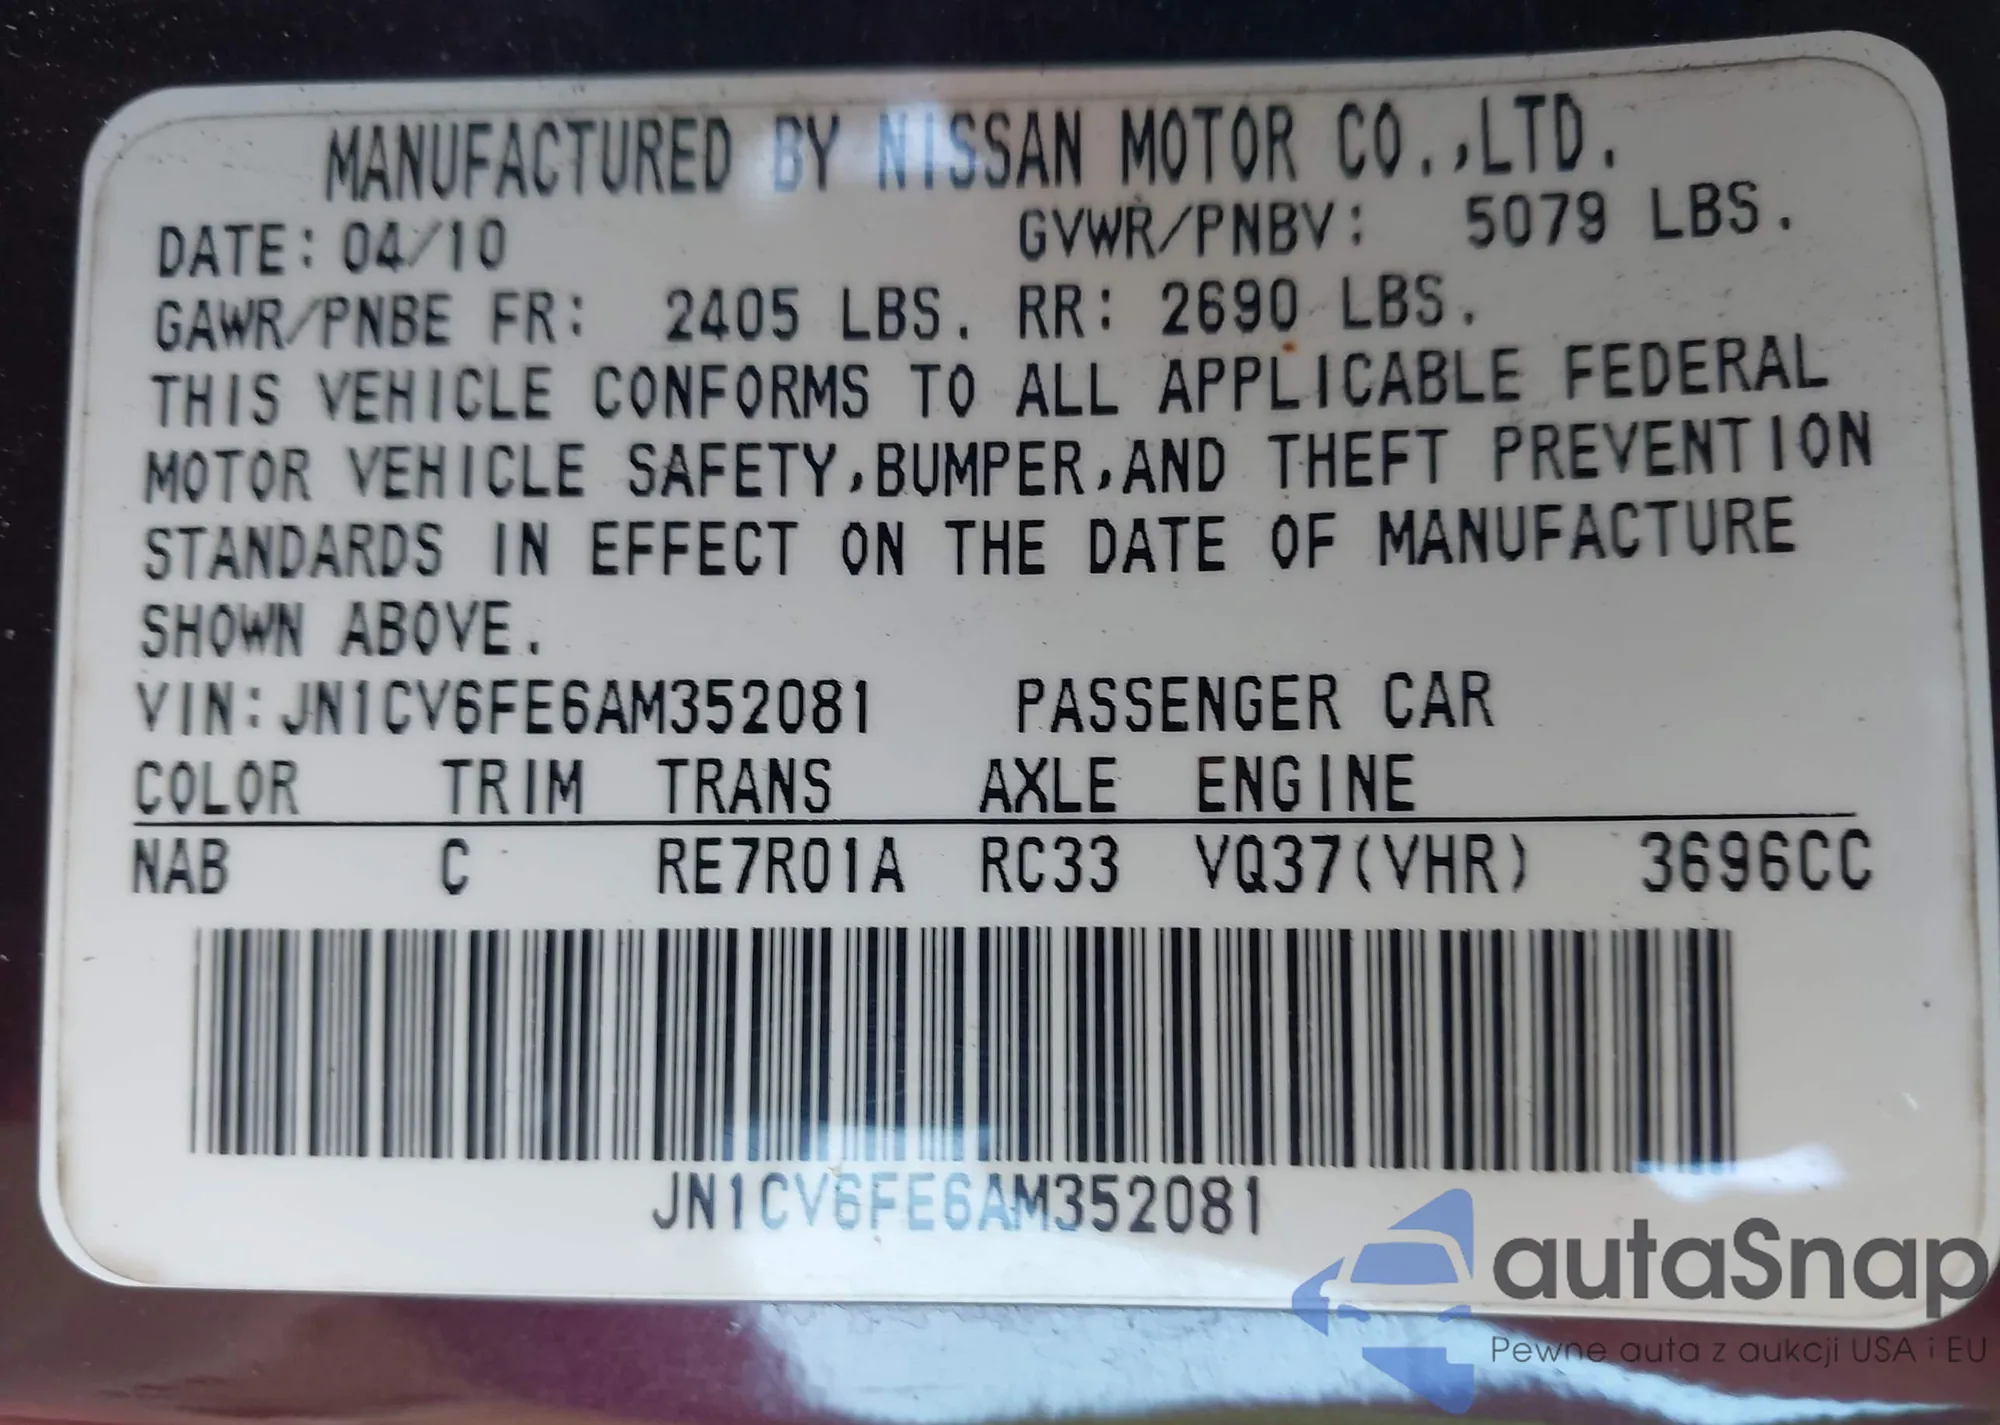 MANUFACTURED BY NISSAN MOTOR CO.,LTD.
DATE: 04/10 GVWR/PNBV: 5079 LBS.
GAWR/PNBE FR: 2405 LBS. RR: 2690 LBS.
THIS VEHICLE CONFORMS TO ALL APPLICABLE FEDERAL
MOTOR VEHICLE SAFETY,BUMPER,AND THEFT PREVENTION
STANDARDS IN EFFECT ON THE DATE OF MANUFACTURE
SHOWN ABOVE.
VIN:JN1CV6FE6AM352081 PASSENGER CAR
COLOR TRIM TRANS AXLE ENGINE
NAB C RE7R01A RC33 VQ37(VHR) 3696CC
JN1CV6FE6AM352081
autaSnap
Pewne auta z aukcji USA i EU